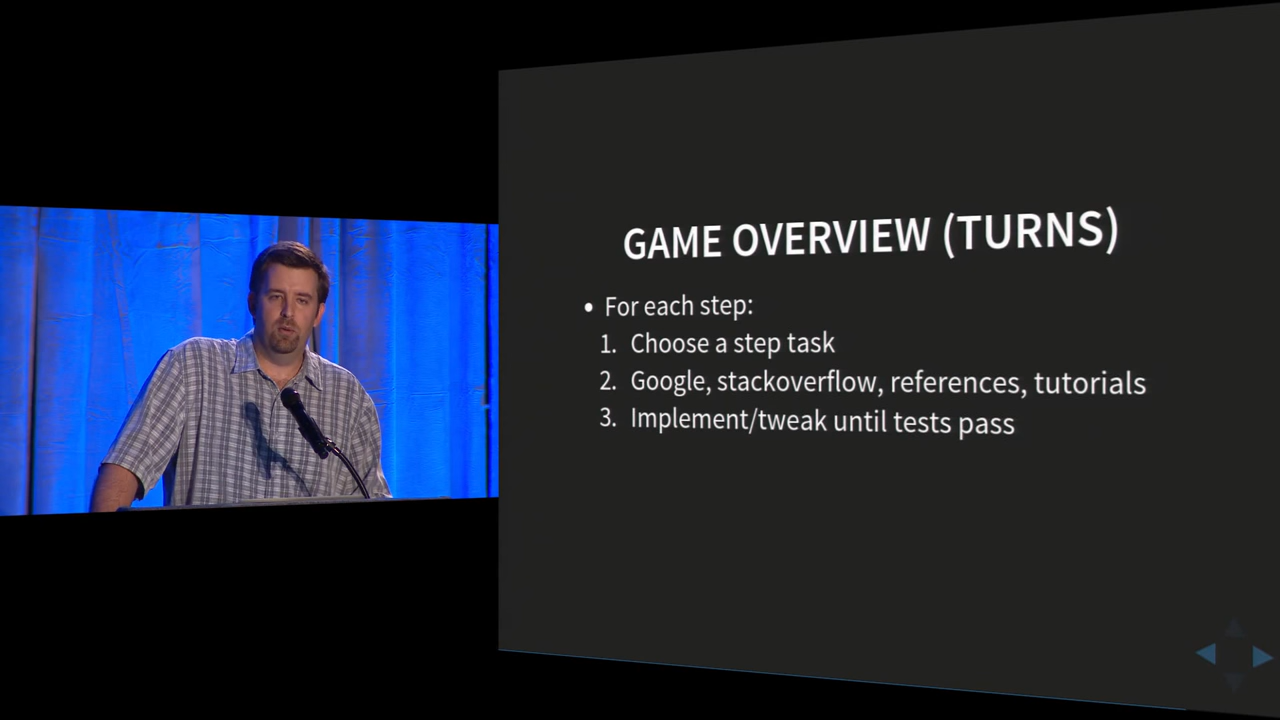 GAME OVERVIEW (TURNS)
• For each step:
1. Choose a step task
2. Google, stackoverflow, references, tutorials
3. Implement/tweak until tests pass